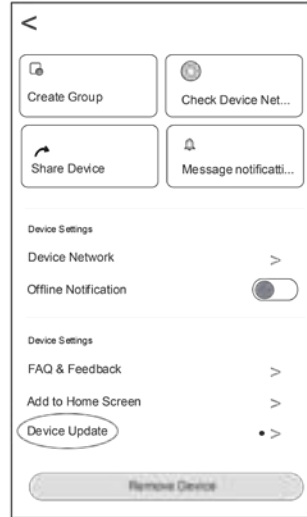 <
Create Group
Check Device Net...
Share Device
Message notificatti...
Device Settings
Device Network >
Offline Notification
Device Settings
FAQ & Feedback >
Add to Home Screen >
Device Update • >
Remove Device